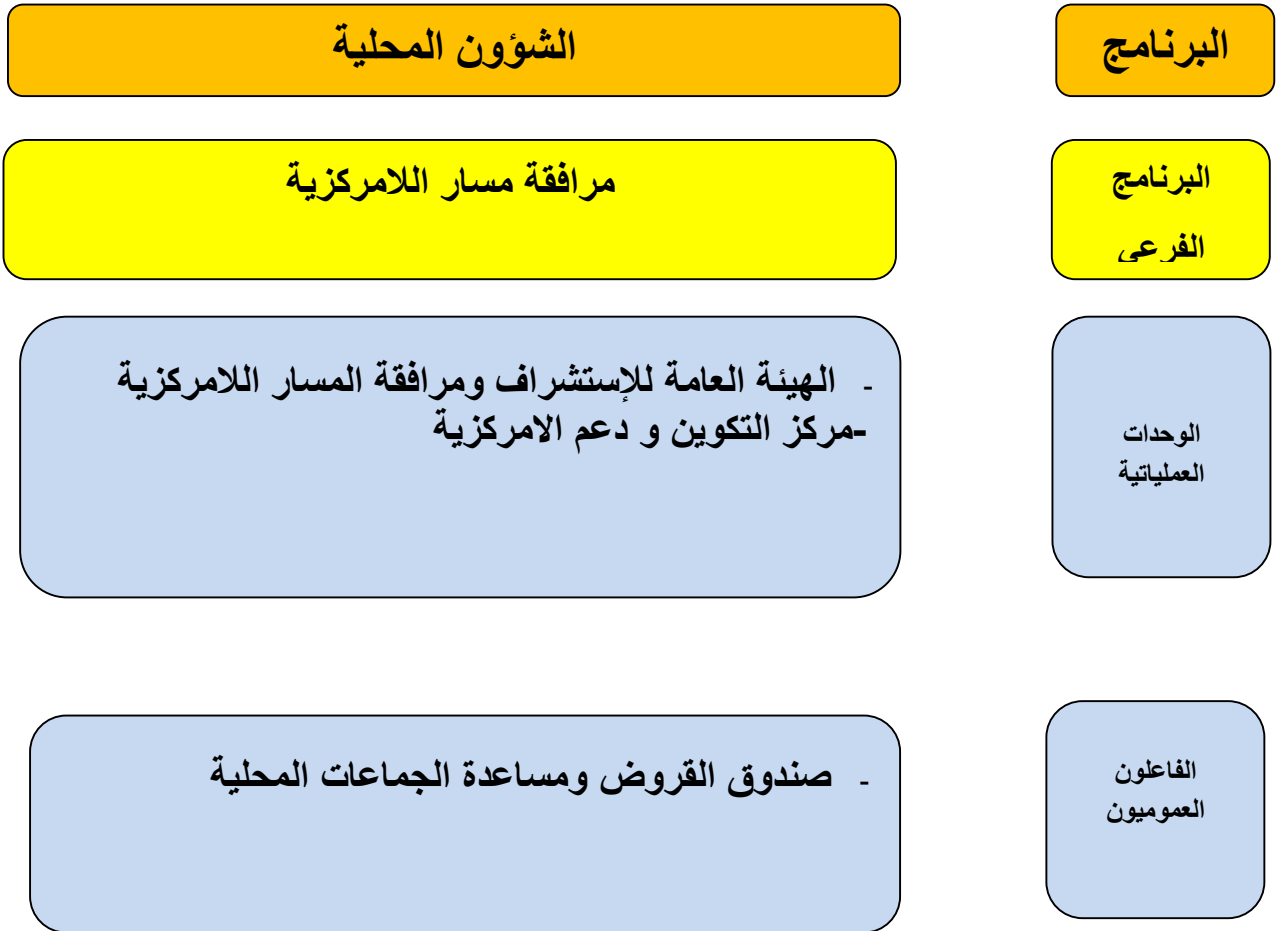 البرنامج
الشؤون المحلية
البرنامج
الفرعي
مرافقة مسار اللامركزية
الوحدات
العملياتية
- الهيئة العامة للإستشراف ومرافقة المسار اللامركزية
-مركز التكوين و دعم الامركزية
الفاعلون
العموميون
- صندوق القروض ومساعدة الجماعات المحلية